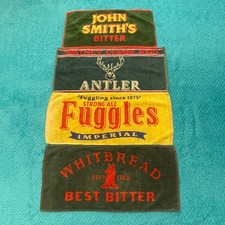 JOHN
SMITH'S
BITTER
ANTLER
"Fuggling since 1875"
STRONG ALE
Fuggles
IMPERIAL
WHITBREAD
BEST BITTER